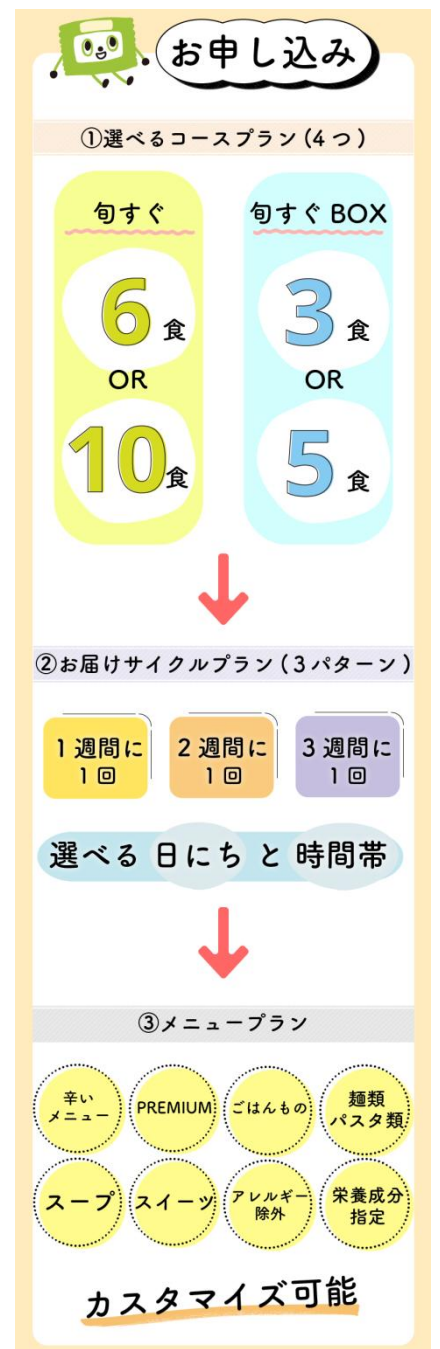 お申し込み
①選べるコースプラン(4つ)
旬すぐ
6食
OR
10食
旬すぐBOX
3食
OR
5食
②お届けサイクルプラン(3パターン)
1週間に
1回
2週間に
1回
3週間に
1回
選べる 日にち と 時間帯
③メニュープラン
辛い
メニュー
PREMIUM
ごはんもの
麺類
パスタ類
スープ
スイーツ
アレルギー
除外
栄養成分
指定
カスタマイズ可能